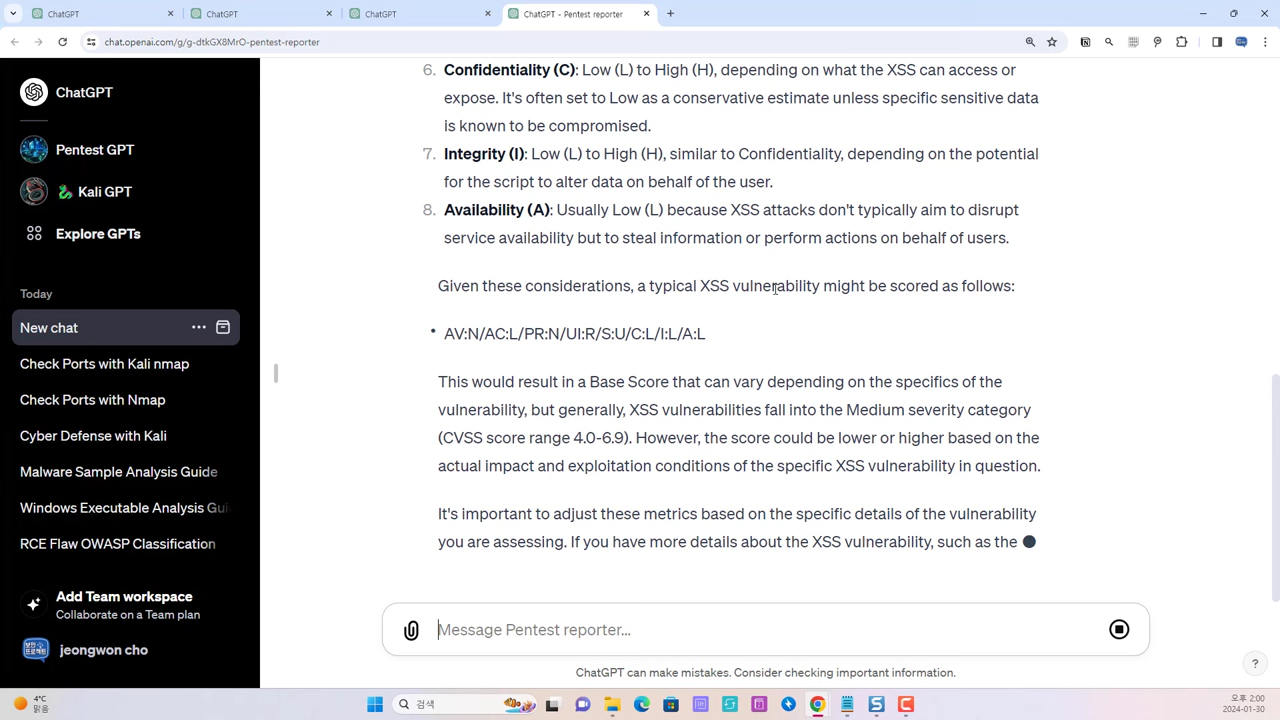 ChatGPT
ChatGPT
ChatGPT
ChatGPT - Pentest reporter
chat.openai.com/g/g-dtkGX8MrO-pentest-reporter
ChatGPT
Pentest GPT
🐉 Kali GPT
Explore GPTs
Today
New chat
Check Ports with Kali nmap
Check Ports with Nmap
Cyber Defense with Kali
Malware Sample Analysis Guide
Windows Executable Analysis Gui
RCE Flaw OWASP Classification
Add Team workspace
Collaborate on a Team plan
jeongwon cho
6. Confidentiality (C): Low (L) to High (H), depending on what the XSS can access or
expose. It's often set to Low as a conservative estimate unless specific sensitive data
is known to be compromised.
7. Integrity (I): Low (L) to High (H), similar to Confidentiality, depending on the potential
for the script to alter data on behalf of the user.
8. Availability (A): Usually Low (L) because XSS attacks don't typically aim to disrupt
service availability but to steal information or perform actions on behalf of users.
Given these considerations, a typical XSS vulnerability might be scored as follows:
• AV:N/AC:L/PR:N/UI:R/S:U/C:L/I:L/A:L
This would result in a Base Score that can vary depending on the specifics of the
vulnerability, but generally, XSS vulnerabilities fall into the Medium severity category
(CVSS score range 4.0-6.9). However, the score could be lower or higher based on the
actual impact and exploitation conditions of the specific XSS vulnerability in question.
It's important to adjust these metrics based on the specific details of the vulnerability
you are assessing. If you have more details about the XSS vulnerability, such as the
Message Pentest reporter...
ChatGPT can make mistakes. Consider checking important information.
?
4°C
맑음
검색
오후 2:00
2024-01-30